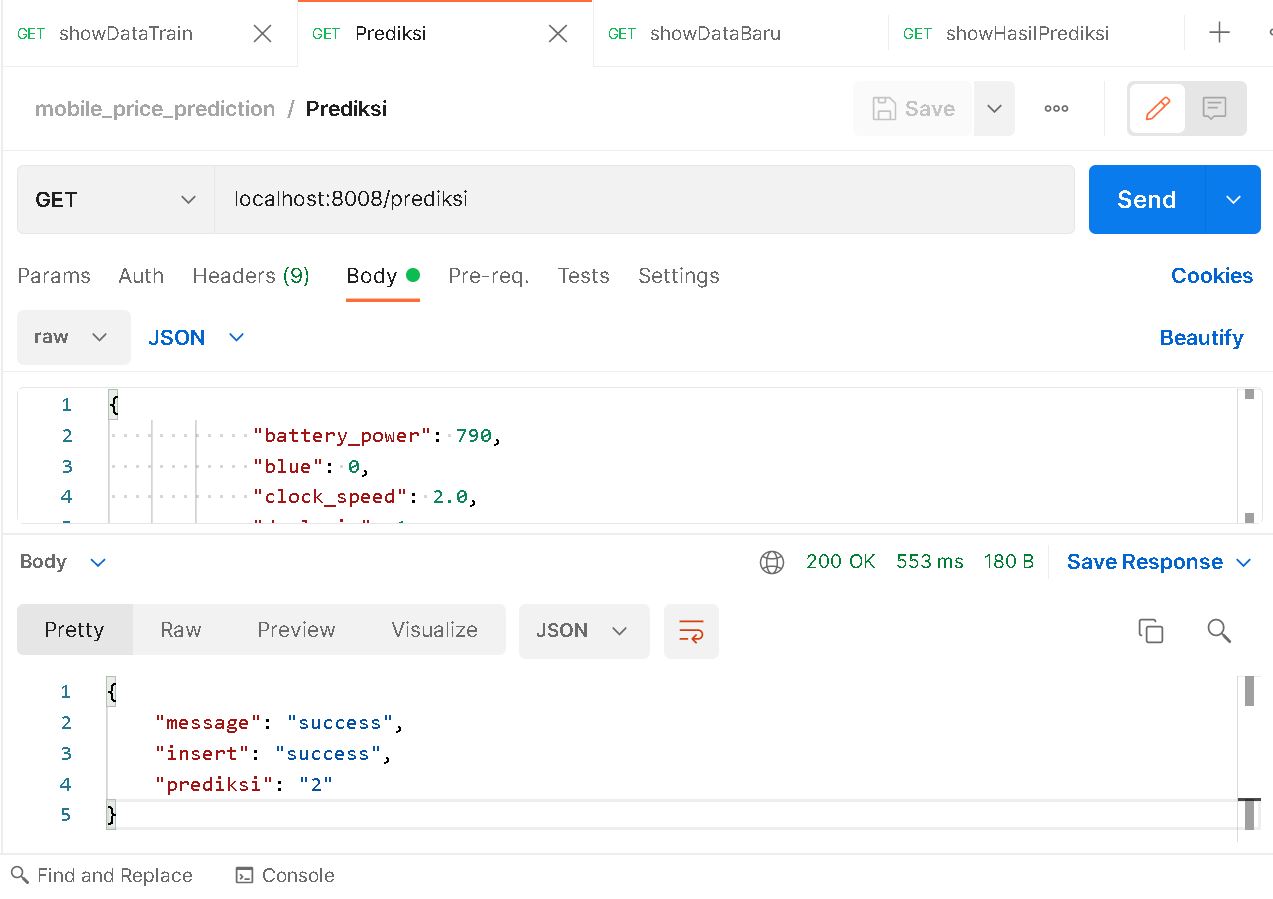 GET showDataTrain GET Prediksi GET showDataBaru GET showHasilPrediksi
mobile_price_prediction / Prediksi Save
GET localhost:8008/prediksi Send
Params Auth Headers (9) Body Pre-req. Tests Settings Cookies
raw JSON Beautify
1 {
2 "battery_power": 790,
3 "blue": 0,
4 "clock_speed": 2.0,
Body 200 OK 553 ms 180 B Save Response
Pretty Raw Preview Visualize JSON
1 {
2 "message": "success",
3 "insert": "success",
4 "prediksi": "2"
5 }
Find and Replace Console